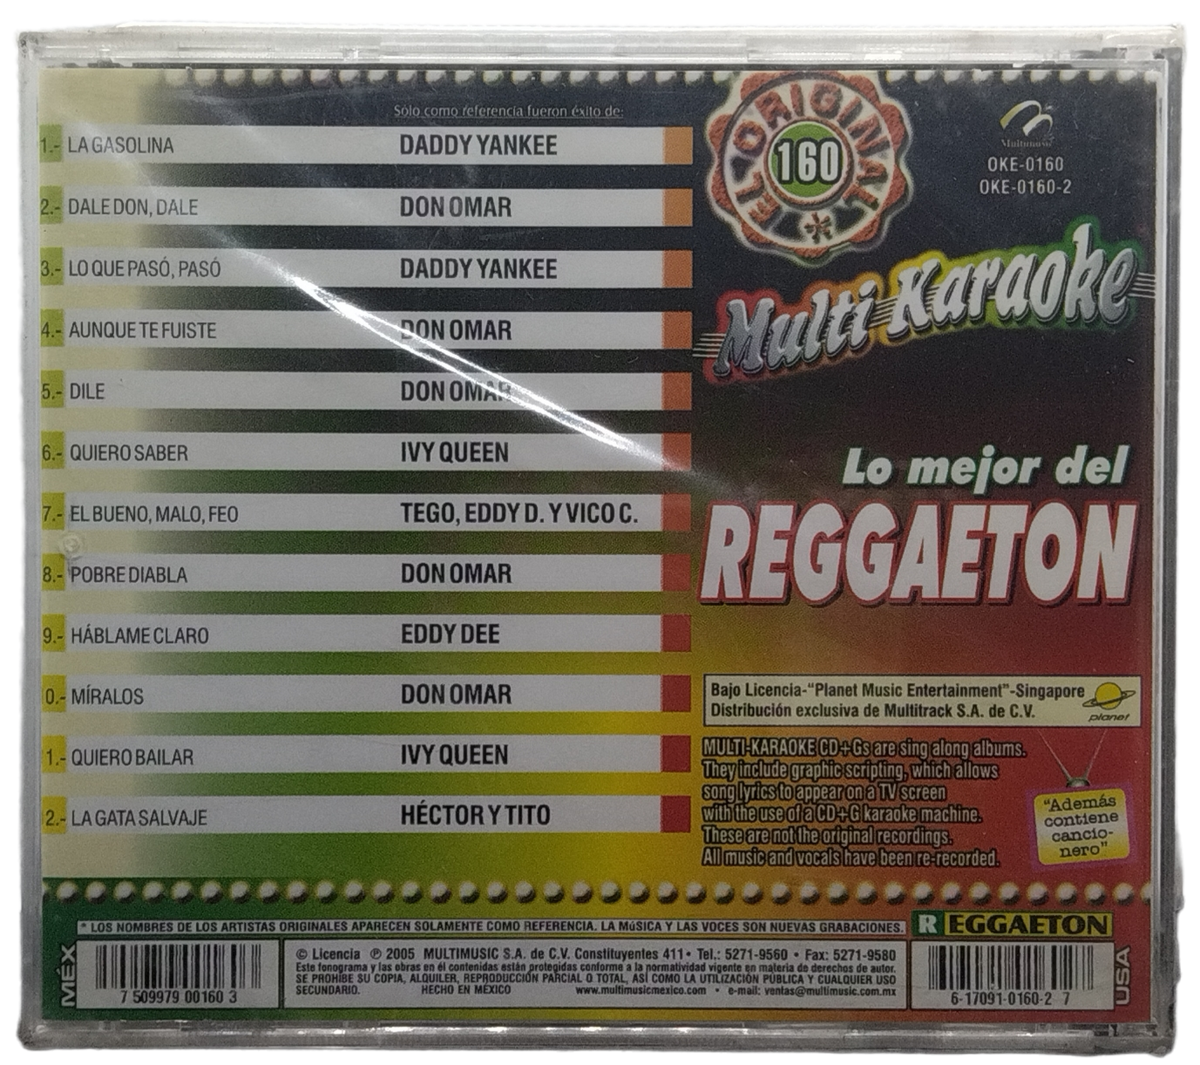 Sólo como referencia fueron éxito de:
1.- LA GASOLINA DADDY YANKEE
2.- DALE DON, DALE DON OMAR
3.- LO QUE PASÓ, PASÓ DADDY YANKEE
4.- AUNQUE TE FUISTE DON OMAR
5.- DILE DON OMAR
6.- QUIERO SABER IVY QUEEN
7.- EL BUENO, MALO, FEO TEGO, EDDY D. Y VICO C.
8.- POBRE DIABLA DON OMAR
9.- HÁBLAME CLARO EDDY DEE
0.- MÍRALOS DON OMAR
1.- QUIERO BAILAR IVY QUEEN
2.- LA GATA SALVAJE HÉCTOR Y TITO
EL ORIGINAL
160
Multimusic
OKE-0160
OKE-0160-2
Multi Karaoke
Lo mejor del
REGGAETON
Bajo Licencia-"Planet Music Entertainment"-Singapore
Distribución exclusiva de Multitrack S.A. de C.V.
planet
MULTI-KARAOKE CD+Gs are sing along albums.
They include graphic scripting, which allows
song lyrics to appear on a TV screen
with the use of a CD+G karaoke machine.
These are not the original recordings.
All music and vocals have been re-recorded.
"Además
contiene
cancio-
nero"
* LOS NOMBRES DE LOS ARTISTAS ORIGINALES APARECEN SOLAMENTE COMO REFERENCIA. LA MúSICA Y LAS VOCES SON NUEVAS GRABACIONES.
REGGAETON
MÉX
7 509979 00160 3
© Licencia ℗ 2005 MULTIMUSIC S.A. de C.V. Constituyentes 411• Tel.: 5271-9560 • Fax: 5271-9580
Este fonograma y las obras en él contenidas están protegidas conforme a la normatividad vigente en materia de derechos de autor.
SE PROHIBE SU COPIA, ALQUILER, REPRODUCCIÓN PARCIAL O TOTAL, ASÍ COMO LA UTILIZACIÓN PÚBLICA Y CUALQUIER USO
SECUNDARIO. HECHO EN MÉXICO www.multimusicmexico.com • e-mail: ventas@multimusic.com.mx
6-17091-0160-2 7
USA